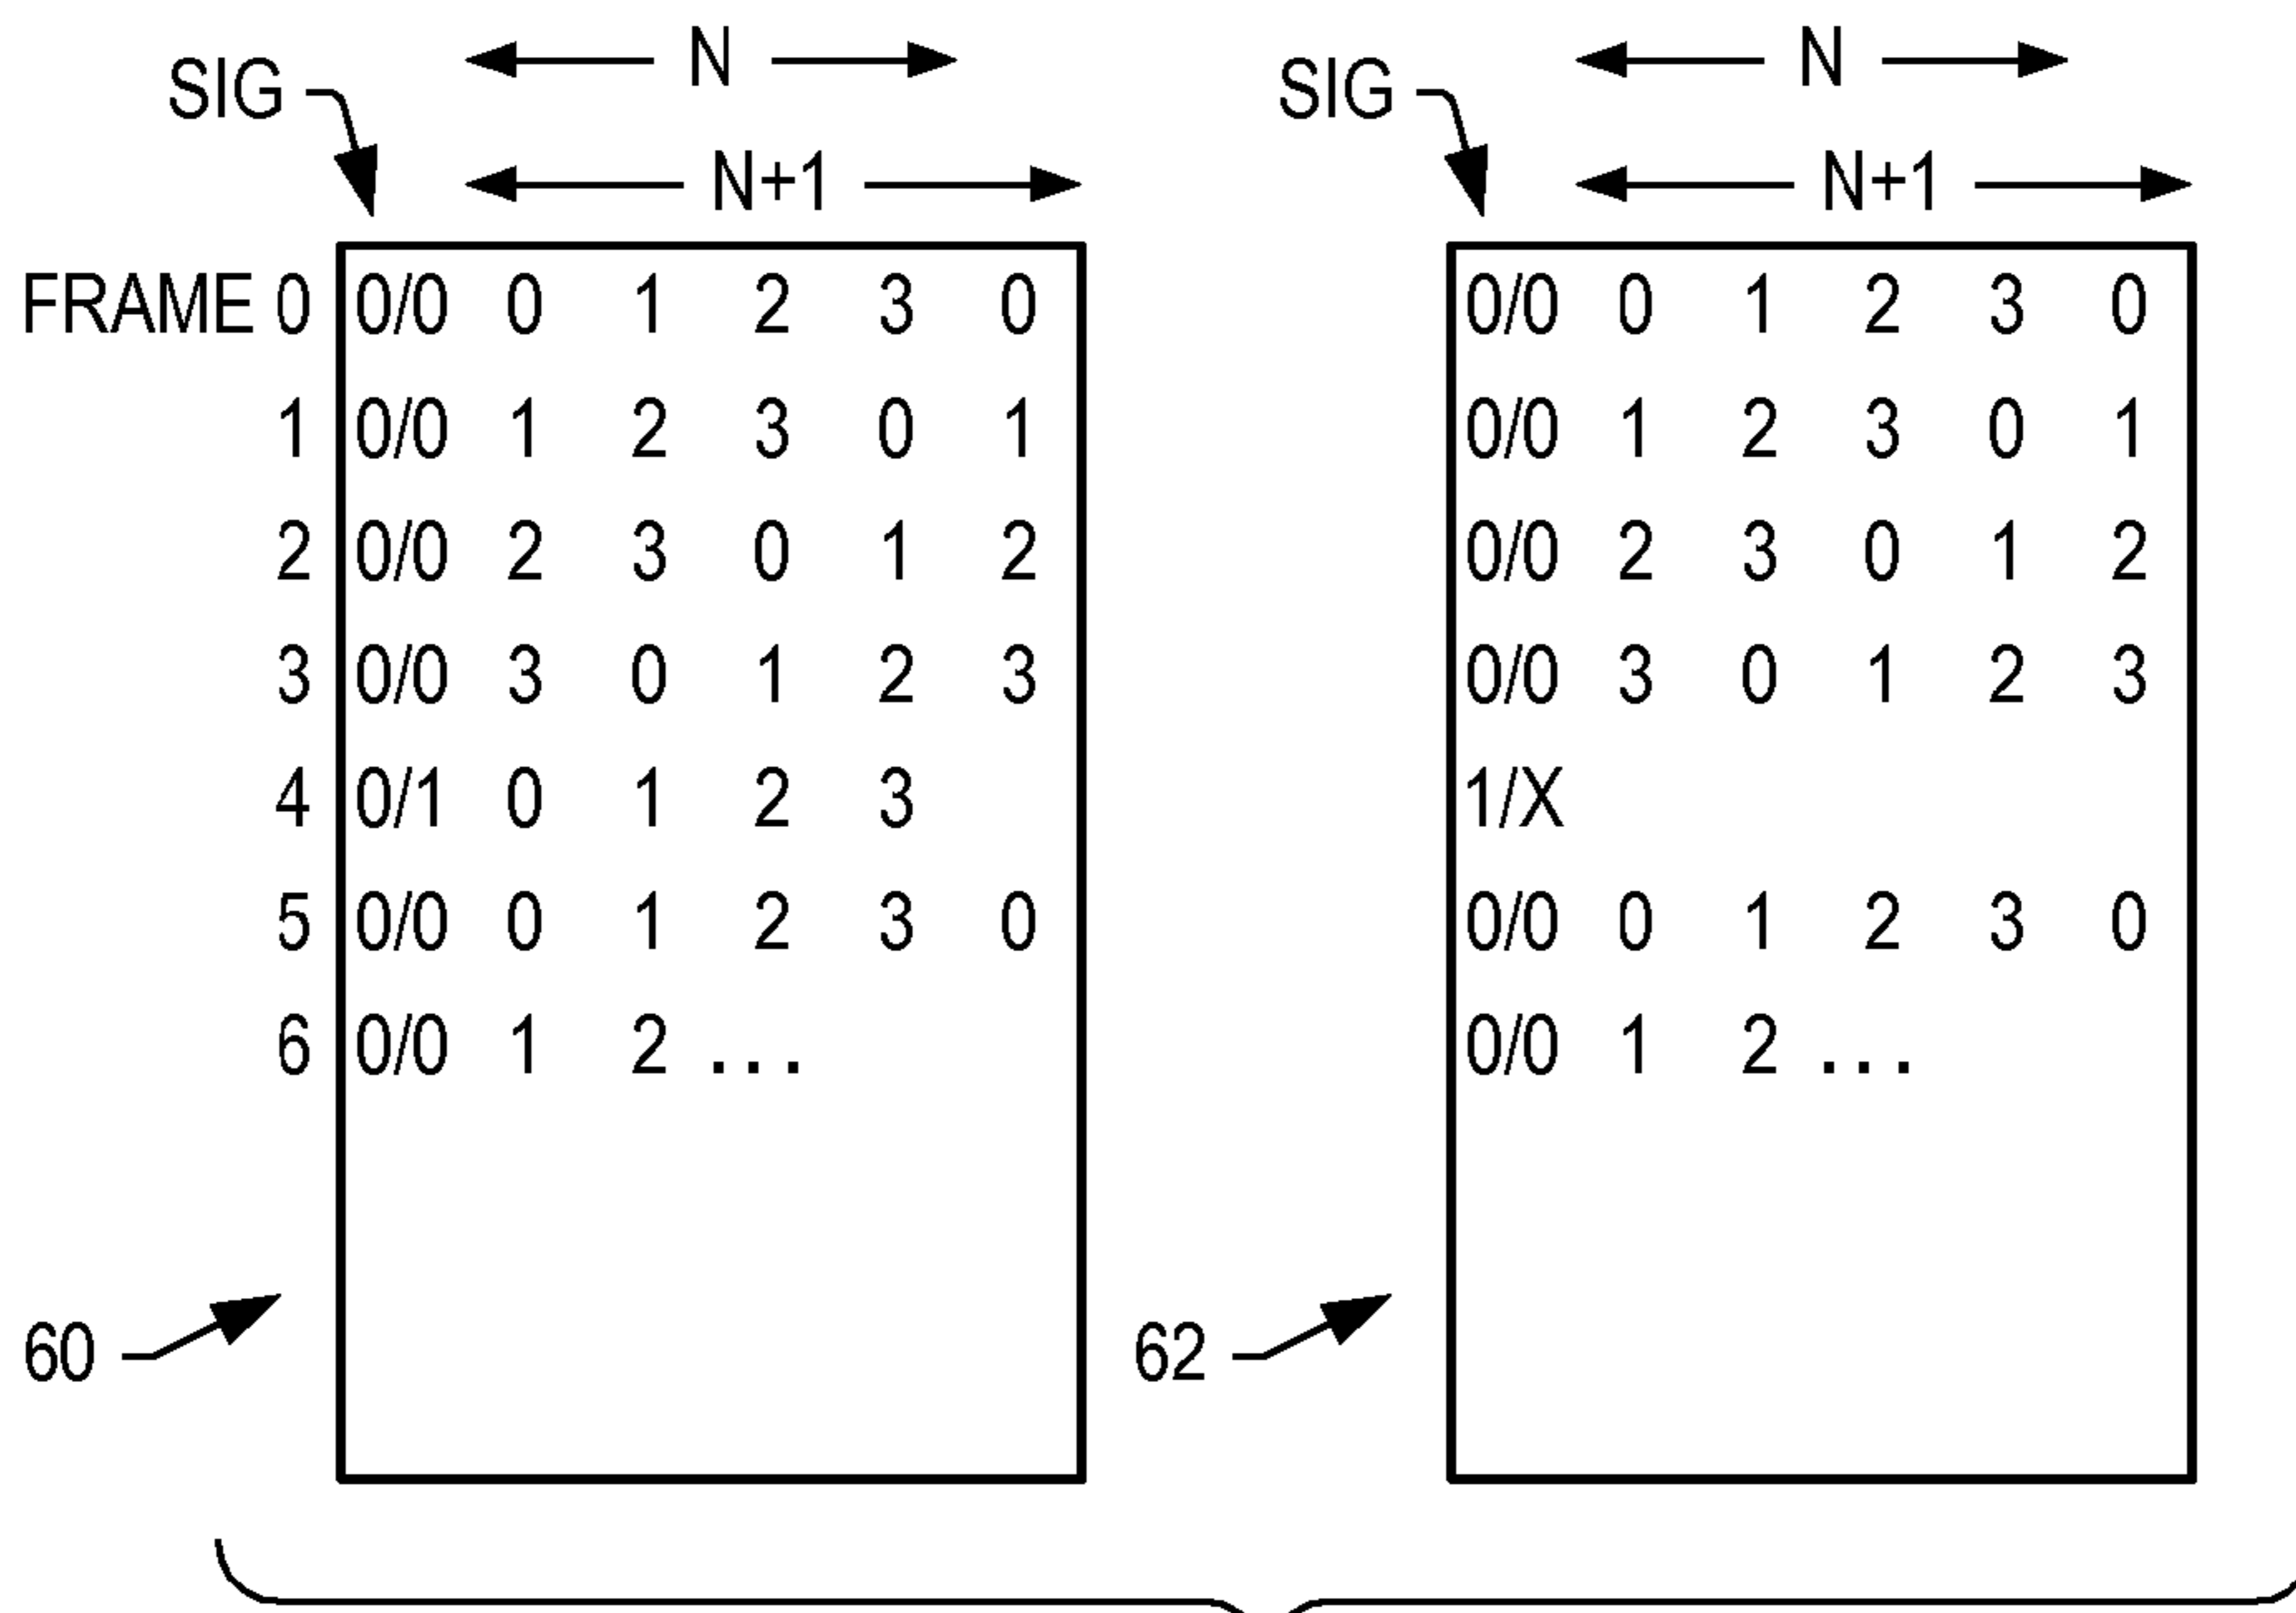 SIG N SIG N
N+1 N+1
FRAME 0 0/0 0 1 2 3 0 0/0 0 1 2 3 0
1 0/0 1 2 3 0 1 0/0 1 2 3 0 1
2 0/0 2 3 0 1 2 0/0 2 3 0 1 2
3 0/0 3 0 1 2 3 0/0 3 0 1 2 3
4 0/1 0 1 2 3 1/X
5 0/0 0 1 2 3 0 0/0 0 1 2 3 0
6 0/0 1 2 ... 0/0 1 2 ...
60 62